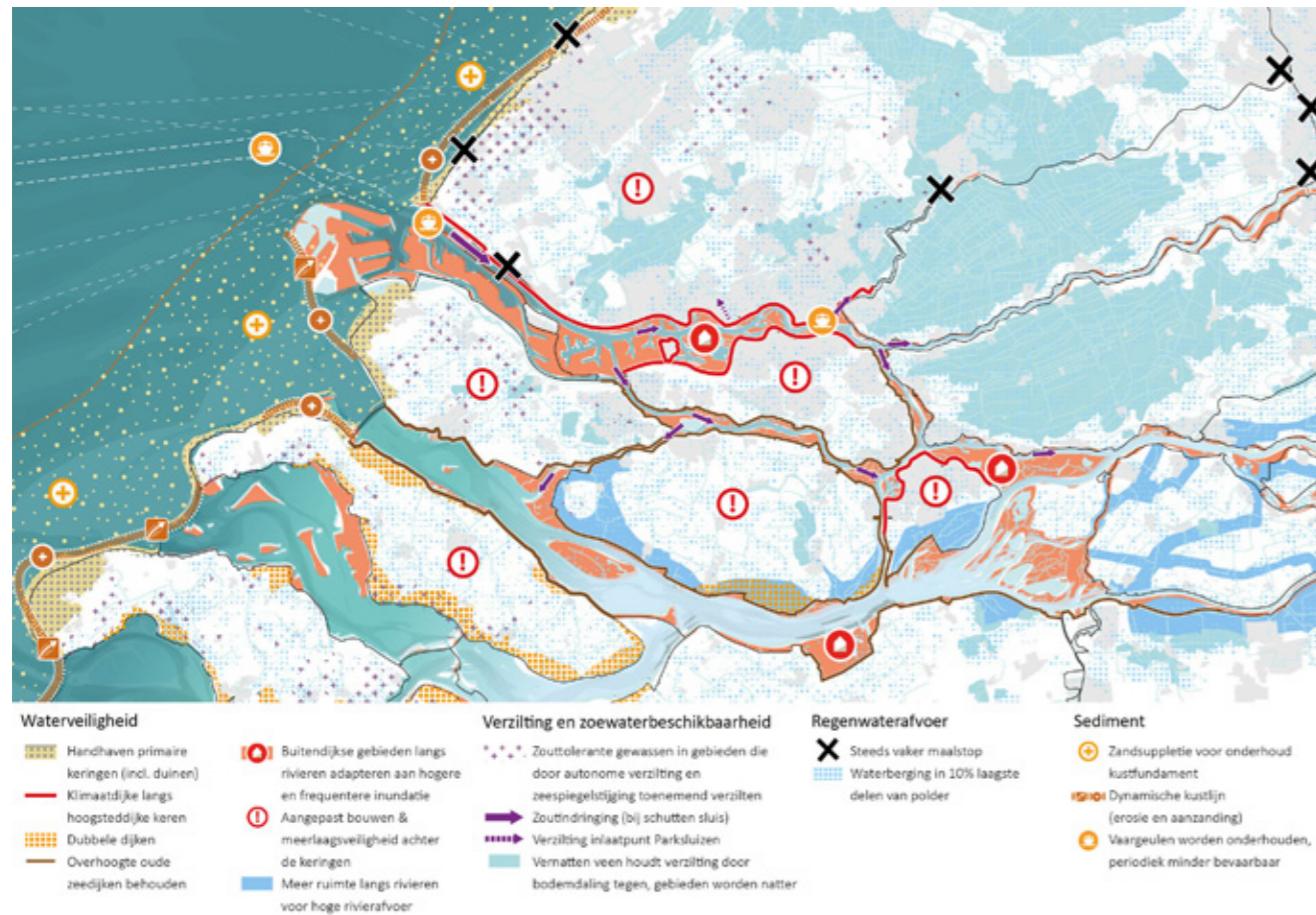 Waterveiligheid
Handhaven primaire
keringen (incl. duinen)
Klimaatdijke langs
hoogsteddijke keren
Dubbele dijken
Overhoogte oude
zeedijken behouden
Buitendijkse gebieden langs
rivieren adapteren aan hogere
en frequentere inundatie
Aangepast bouwen &
meerlaagsveiligheid achter
de keringen
Meer ruimte langs rivieren
voor hoge rivierafvoer
Verzilting en zoewaterbeschikbaarheid
Zouttolerante gewassen in gebieden die
door autonome verzilting en
zeespiegelstijging toenemend verzilten
Zoutindringing (bij schutten sluis)
Verzilting inlaatpunt Parksluizen
Vernatten veen houdt verzilting door
bodemdaling tegen, gebieden worden natter
Regenwaterafvoer
Steeds vaker maalstop
Waterberging in 10% laagste
delen van polder
Sediment
Zandsuppletie voor onderhoud
kustfundament
Dynamische kustlijn
(erosie en aanzanding)
Vaargeulen worden onderhouden,
periodiek minder bevaarbaar